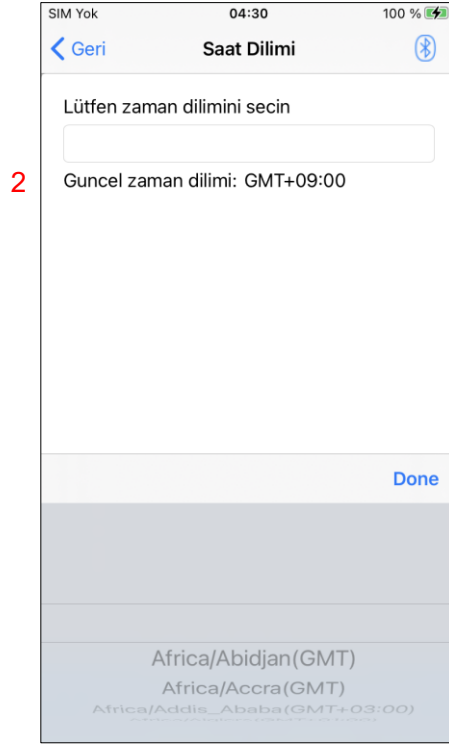 SIM Yok 04:30 100 %
Geri Saat Dilimi
Lütfen zaman dilimini secin
2 Guncel zaman dilimi: GMT+09:00
Done
Africa/Abidjan(GMT)
Africa/Accra(GMT)
Africa/Addis_Ababa(GMT+03:00)